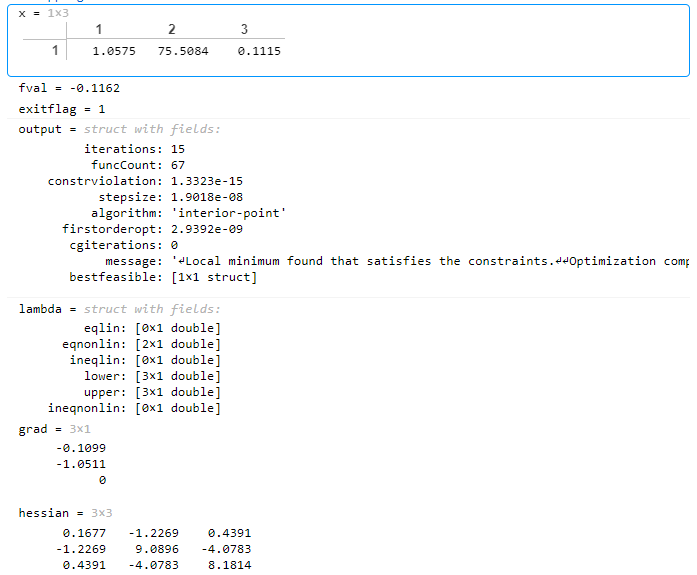 x = 1×3
1 2 3
1 1.0575 75.5084 0.1115
fval = -0.1162
exitflag = 1
output = struct with fields:
iterations: 15
funcCount: 67
constrviolation: 1.3323e-15
stepsize: 1.9018e-08
algorithm: 'interior-point'
firstorderopt: 2.9392e-09
cgiterations: 0
message: '↵Local minimum found that satisfies the constraints.↵↵Optimization comp
bestfeasible: [1×1 struct]
lambda = struct with fields:
eqlin: [0×1 double]
eqnonlin: [2×1 double]
ineqlin: [0×1 double]
lower: [3×1 double]
upper: [3×1 double]
ineqnonlin: [0×1 double]
grad = 3×1
-0.1099
-1.0511
0
hessian = 3×3
0.1677 -1.2269 0.4391
-1.2269 9.0896 -4.0783
0.4391 -4.0783 8.1814